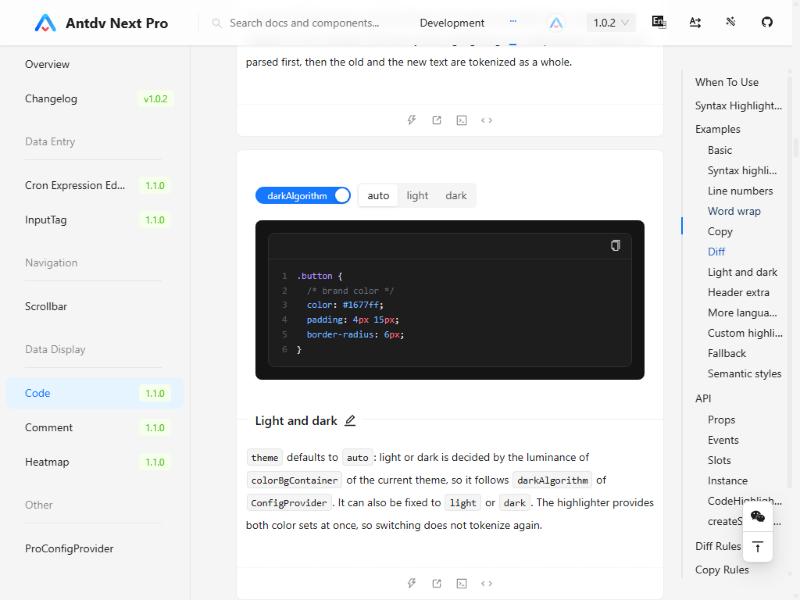 Antdv Next Pro
Search docs and components...
Development
...
1.0.2
Overview
Changelog v1.0.2
Data Entry
Cron Expression Ed... 1.1.0
InputTag 1.1.0
Navigation
Scrollbar
Data Display
Code 1.1.0
Comment 1.1.0
Heatmap 1.1.0
Other
ProConfigProvider
parsed first, then the old and the new text are tokenized as a whole.
darkAlgorithm
auto light dark
1 .button {
2 /* brand color */
3 color: #1677ff;
4 padding: 4px 15px;
5 border-radius: 6px;
6 }
Light and dark
theme defaults to auto: light or dark is decided by the luminance of
colorBgContainer of the current theme, so it follows darkAlgorithm of
ConfigProvider. It can also be fixed to light or dark. The highlighter provides
both color sets at once, so switching does not tokenize again.
When To Use
Syntax Highlight...
Examples
Basic
Syntax highli...
Line numbers
Word wrap
Copy
Diff
Light and dark
Header extra
More langua...
Custom highli...
Fallback
Semantic styles
API
Props
Events
Slots
Instance
CodeHighligh...
Diff Rules
Copy Rules